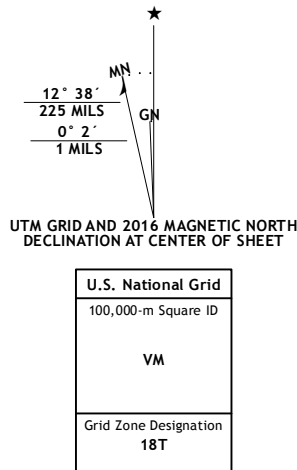 ★
MN
GN
12° 38´
225 MILS
0° 2´
1 MILS
UTM GRID AND 2016 MAGNETIC NORTH
DECLINATION AT CENTER OF SHEET
U.S. National Grid
100,000-m Square ID
VM
Grid Zone Designation
18T